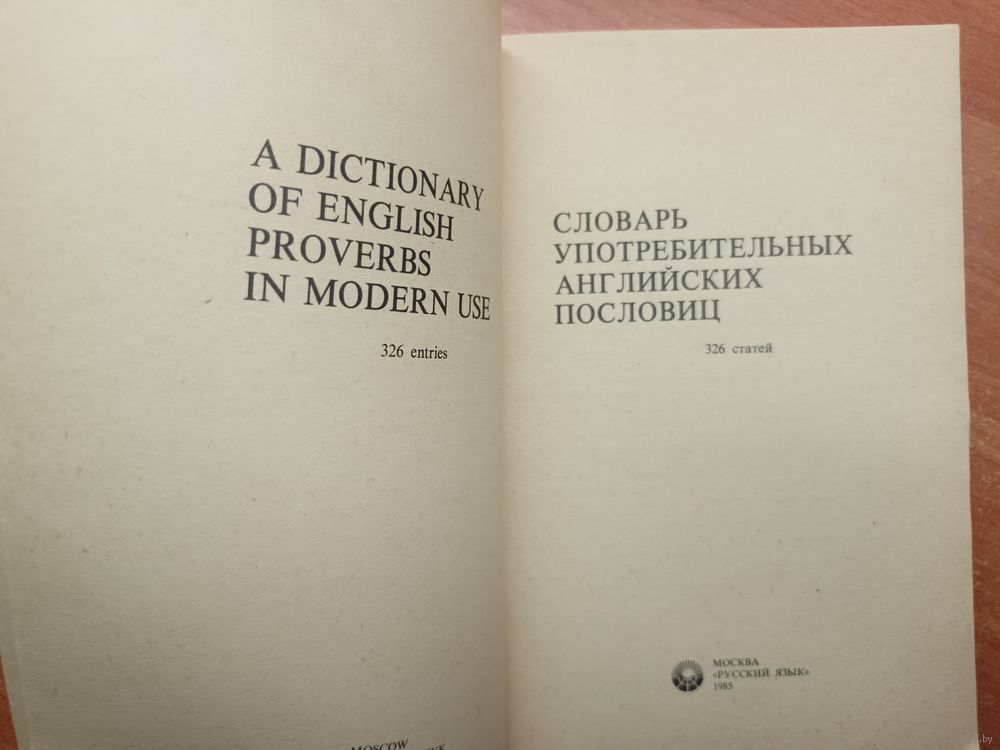 A DICTIONARY
OF ENGLISH
PROVERBS
IN MODERN USE
326 entries
MOSCOW
СЛОВАРЬ
УПОТРЕБИТЕЛЬНЫХ
АНГЛИЙСКИХ
ПОСЛОВИЦ
326 статей
МОСКВА
«РУССКИЙ ЯЗЫК»
1985